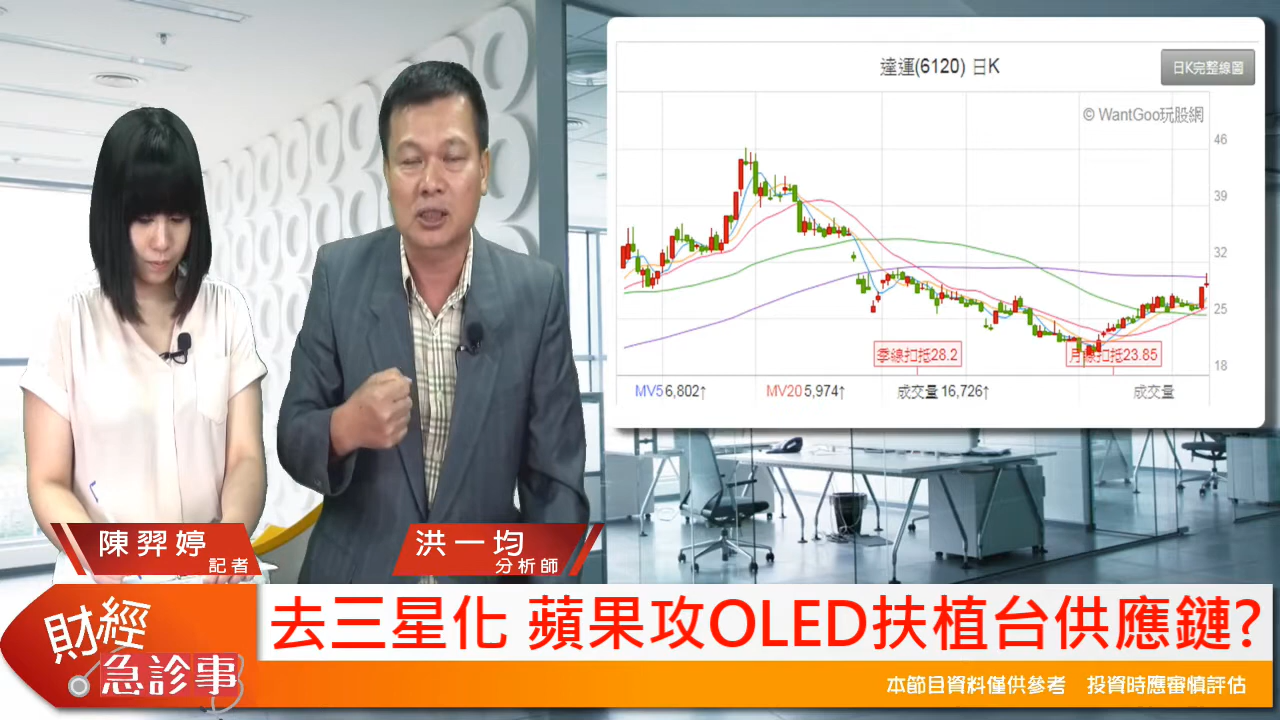 達運(6120) 日K
日K完整線圖
© WantGoo玩股網
46
39
32
25
18
季線扣抵28.2
月線扣抵23.85
MV5 6,802↑ MV20 5,974↑ 成交量 16,726↑ 成交量
陳羿婷
記者
洪一均
分析師
財經
急診事
去三星化 蘋果攻OLED扶植台供應鏈?
本節目資料僅供參考 投資時應審慎評估